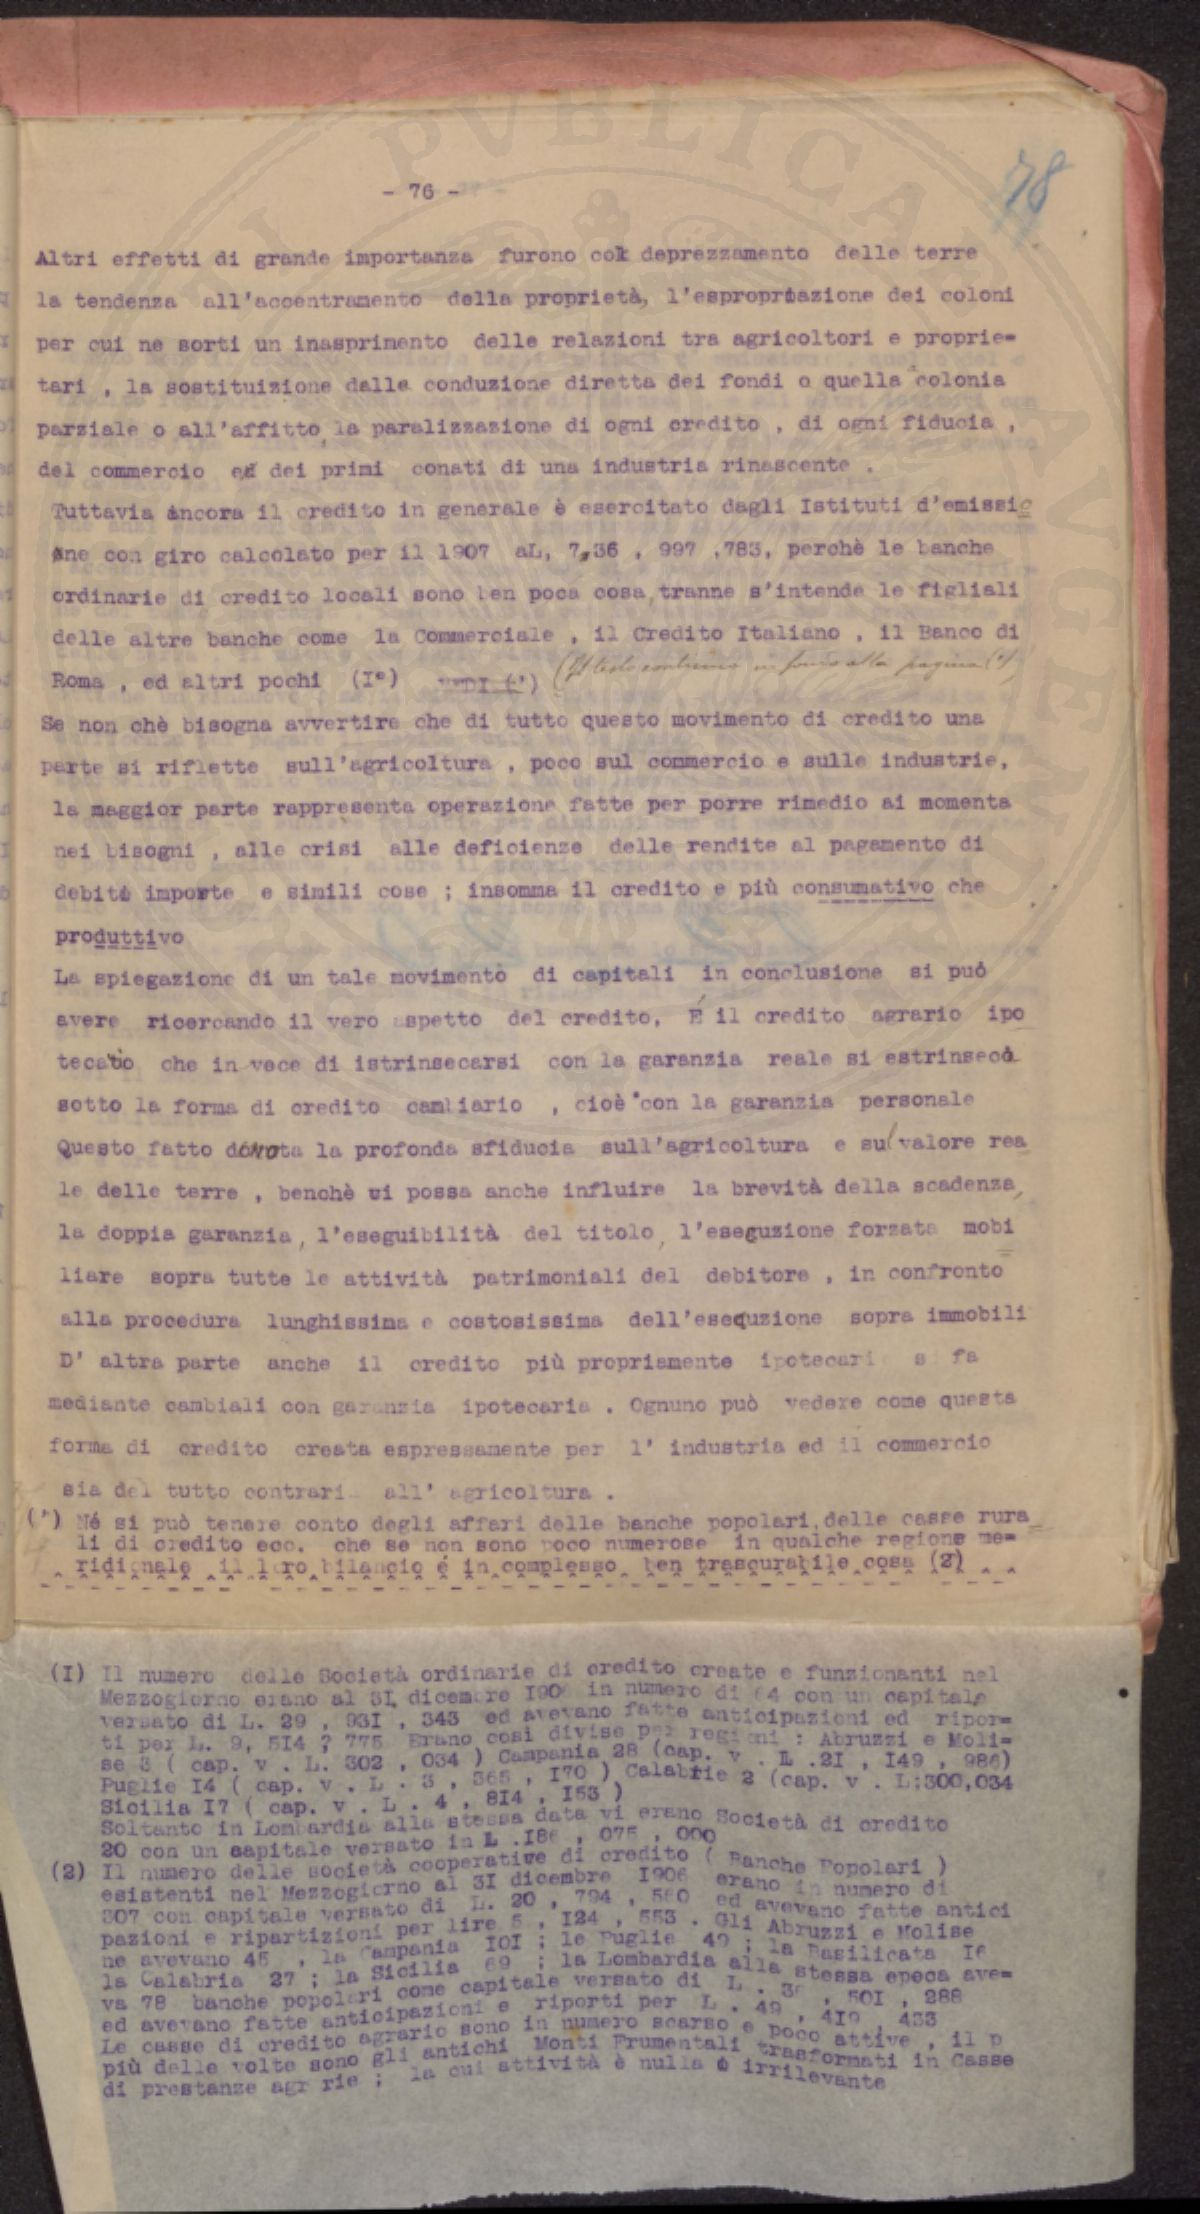 - 76 -
78
Altri effetti di grande importanza furono col deprezzamento delle terre
la tendenza all'accentramento della proprietà, l'espropriazione dei coloni
per cui ne sorti un inasprimento delle relazioni tra agricoltori e proprie=
tari , la sostituizione dalle conduzione diretta dei fondi o quella colonia
parziale o all'affitto, la paralizzazione di ogni credito , di ogni fiducia ,
del commercio ed dei primi conati di una industria rinascente .
Tuttavia ancora il credito in generale è esercitato dagli Istituti d'emissio
ne con giro calcolato per il 1907 aL, 7,36 , 997 ,783, perchè le banche
ordinarie di credito locali sono ben poca cosa, tranne s'intende le figliali
delle altre banche come la Commerciale , il Credito Italiano , il Banco di
Roma , ed altri pochi (I°) VEDI (') (Il testo continua in fondo alla pagina (')
Se non chè bisogna avvertire che di tutto questo movimento di credito una
parte si riflette sull'agricoltura , poco sul commercio e sulle industrie,
la maggior parte rappresenta operazione fatte per porre rimedio ai momenta
nei bisogni , alle crisi alle deficienze delle rendite al pagamento di
debiti imposte e simili cose ; insomma il credito e più consumativo che
produttivo
La spiegazione di un tale movimento di capitali in conclusione si può
avere ricercando il vero aspetto del credito. É il credito agrario ipo
tecario che in vece di istrinsecarsi con la garanzia reale si estrinseca
sotto la forma di credito cambiario , cioè con la garanzia personale
Questo fatto denota la profonda sfiducia sull'agricoltura e sul valore rea
le delle terre , benchè vi possa anche influire la brevità della scadenza,
la doppia garanzia, l'eseguibilità del titolo, l'esecuzione forzata mobi
liare sopra tutte le attività patrimoniali del debitore , in confronto
alla procedura lunghissima e costosissima dell'esecuzione sopra immobili
D' altra parte anche il credito più propriamente ipotecari si fa
mediante cambiali con garanzia ipotecaria . Ognuno può vedere come questa
forma di credito creata espressamente per l' industria ed il commercio
sia del tutto contrari all' agricoltura .
(') Né si può tenere conto degli affari delle banche popolari, delle casse rura
li di credito ecc. che se non sono poco numerose in qualche regione me=
ridionale il loro bilancio é in complesso ben trascurabile cosa (2)
(I) Il numero delle Società ordinarie di credito create e funzionanti nel
Mezzogiorno erano al 3I dicembre I906 in numero di 64 con un capitale
versato di L. 29 , 93I , 343 ed avevano fatte anticipazioni ed ripor=
ti per L. 9, 5I4 , 775 Erano così divise per regioni : Abruzzi e Moli=
se 3 ( cap. v . L. 302 , 034 ) Campania 28 (cap. v . L .2I , I49 , 986)
Puglie I4 ( cap. v . L . 3 , 365 , I70 ) Calabrie 2 (cap. v . L:300,034
Sicilia I7 ( cap. v . L . 4 , 8I4 , I53 )
Soltanto in Lombardia alla stessa data vi erano Società di credito
20 con un capitale versato in L .I86 , 075 , 000
(2) Il numero delle società cooperative di credito ( Banche Popolari )
esistenti nel Mezzogiorno al 3I dicembre I906 erano in numero di
307 con capitale versato di L. 20 , 794 , 560 ed avevano fatte antici
pazioni e ripartizioni per lire 5 , I24 , 553 . Gli Abruzzi e Molise
ne avevano 45 , la Campania I0I ; le Puglie 49 ; la Basilicata I6
la Calabria 27 ; la Sicilia 69 ; la Lombardia alla stessa epoca ave=
va 78 banche popolari come capitale versato di L . 36 , 50I , 288
ed avevano fatte anticipazioni e riporti per L . 49 , 4I9 , 433
Le casse di credito agrario sono in numero scarso e poco attive , il p
più delle volte sono gli antichi Monti Frumentali trasformati in Casse
di prestanze agr rie ; la cui attività è nulla o irrilevante